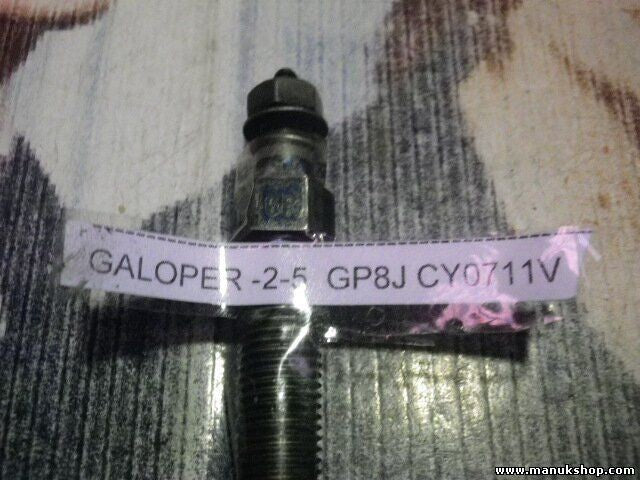 GALOPER -2-5 GP8J CY0711V
www.manukshop.com